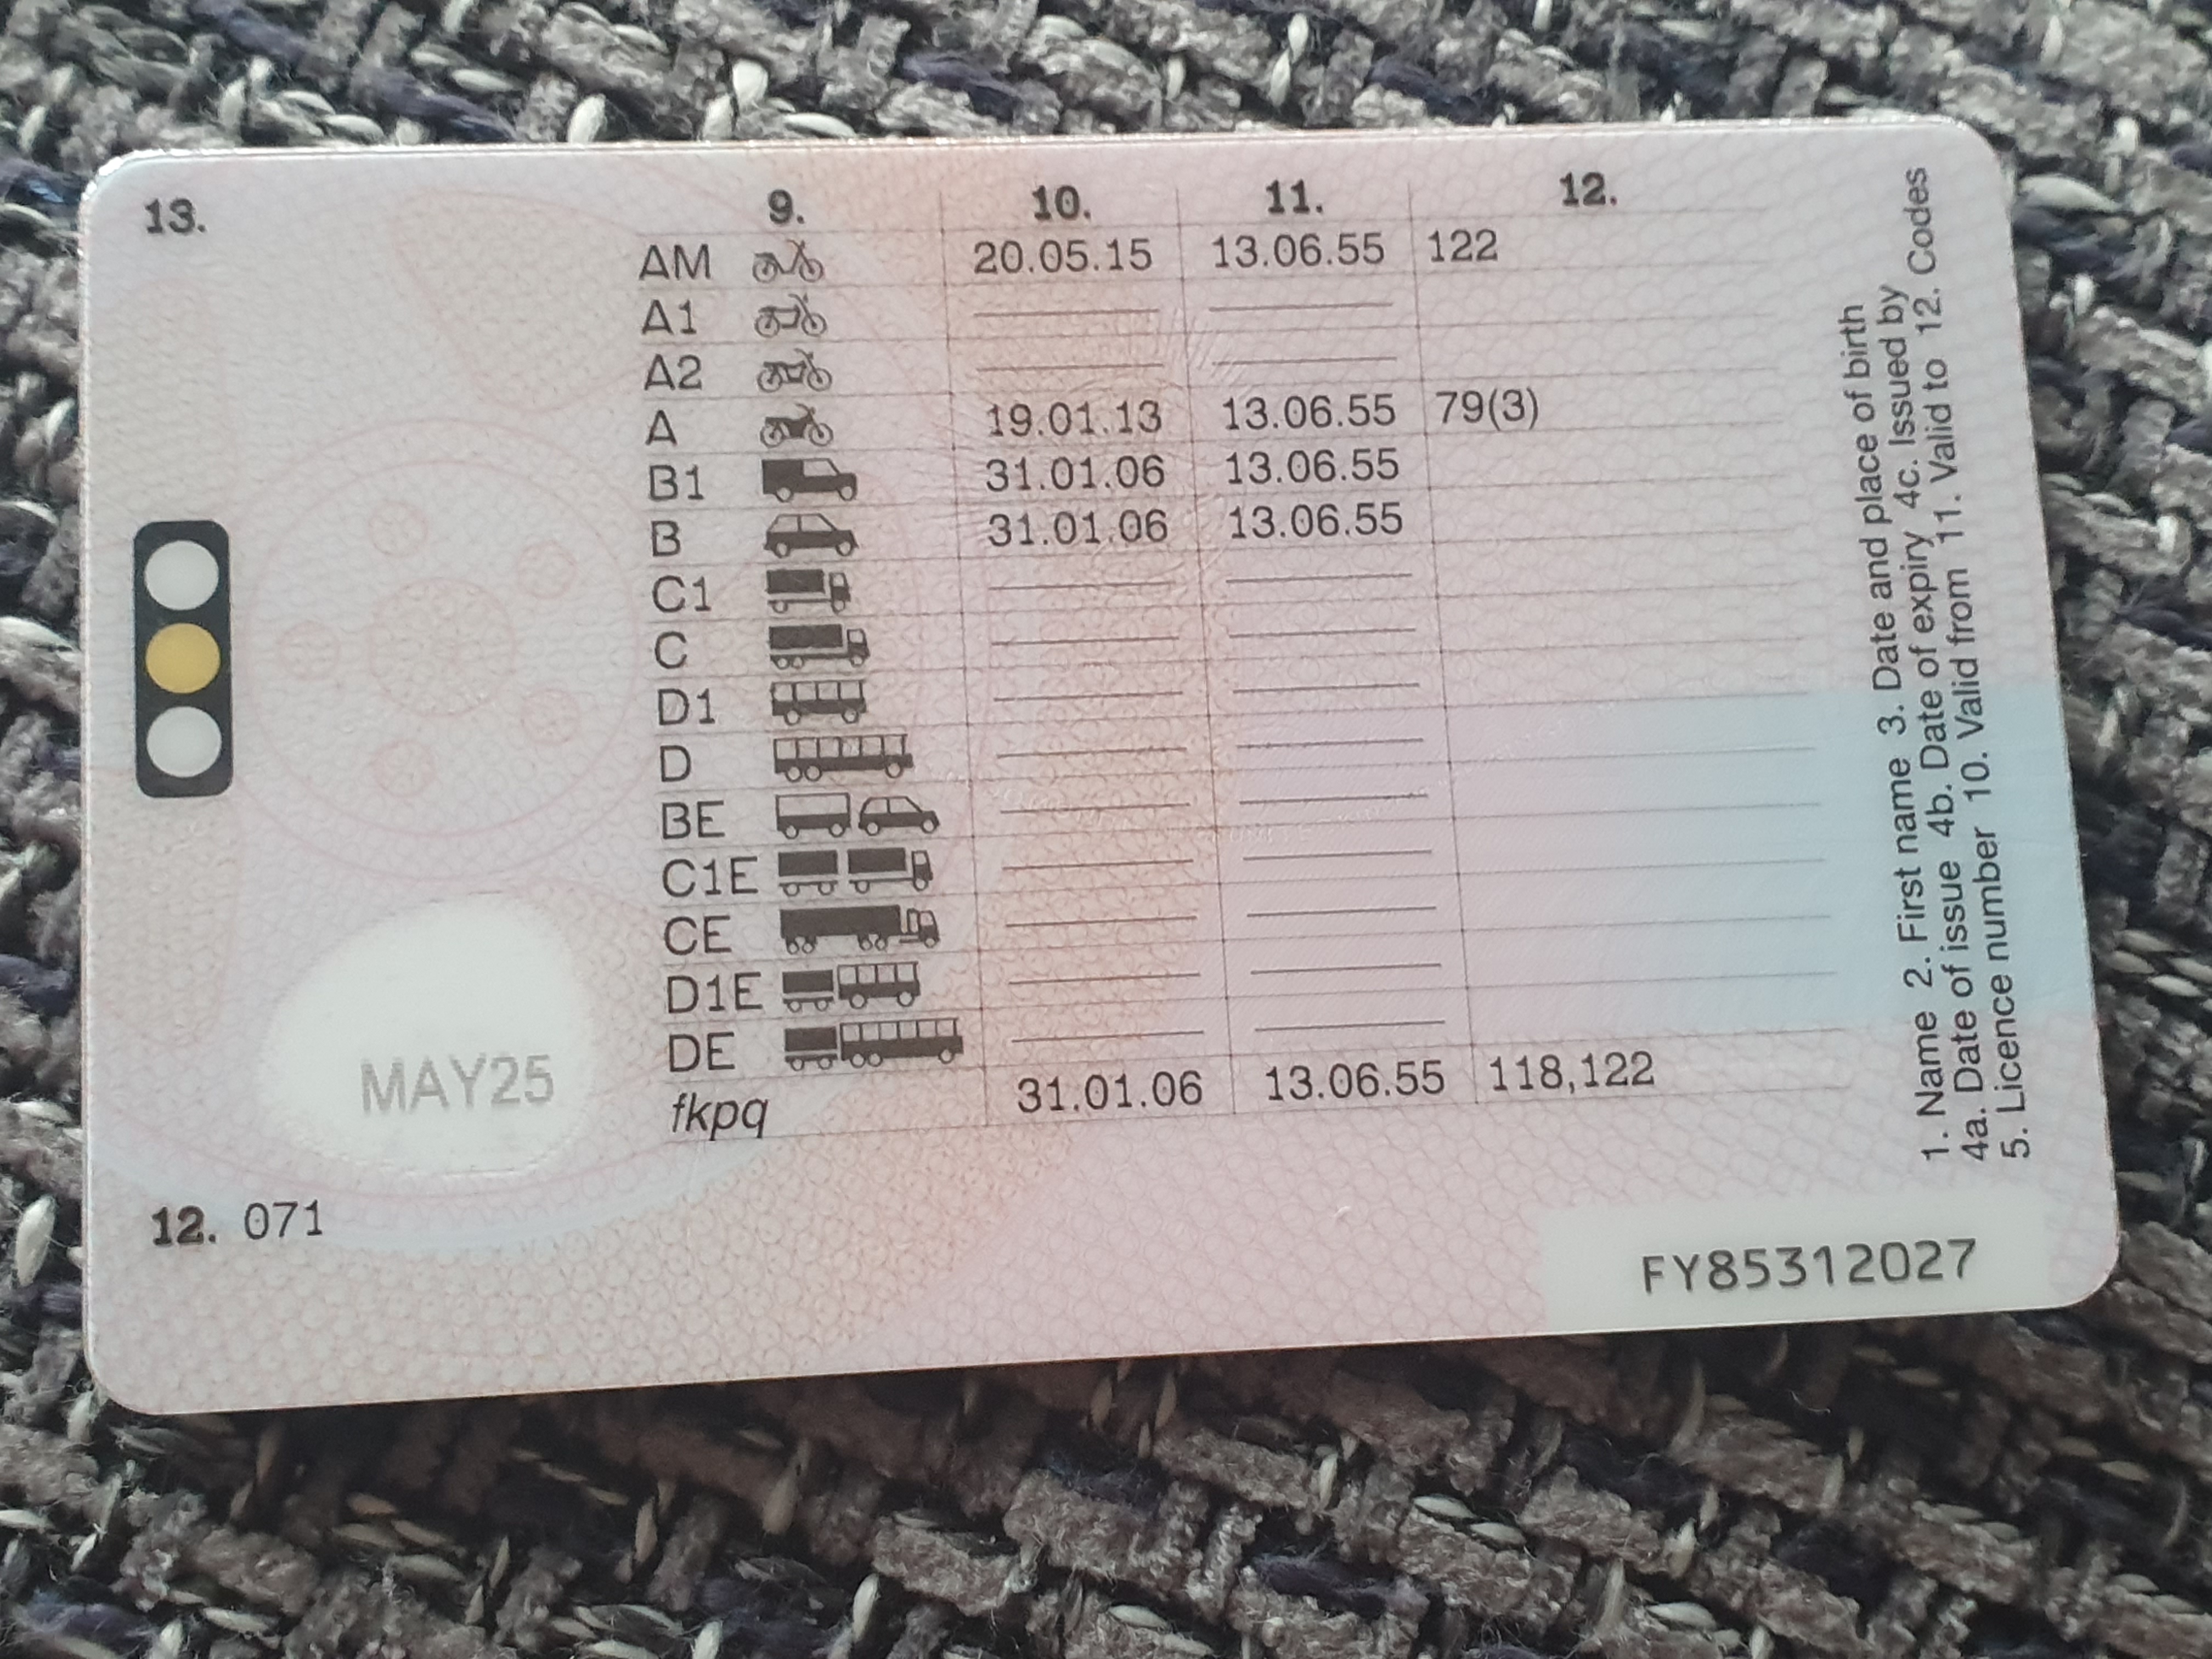 13.
9. 10. 11. 12.
AM 20.05.15 13.06.55 122
A1
A2
A 19.01.13 13.06.55 79(3)
B1 31.01.06 13.06.55
B 31.01.06 13.06.55
C1
C
D1
D
BE
C1E
CE
D1E
DE
fkpq 31.01.06 13.06.55 118,122
MAY25
12. 071
1. Name 2. First name 3. Date and place of birth
4a. Date of issue 4b. Date of expiry 4c. Issued by
5. Licence number 10. Valid from 11. Valid to 12. Codes
FY85312027